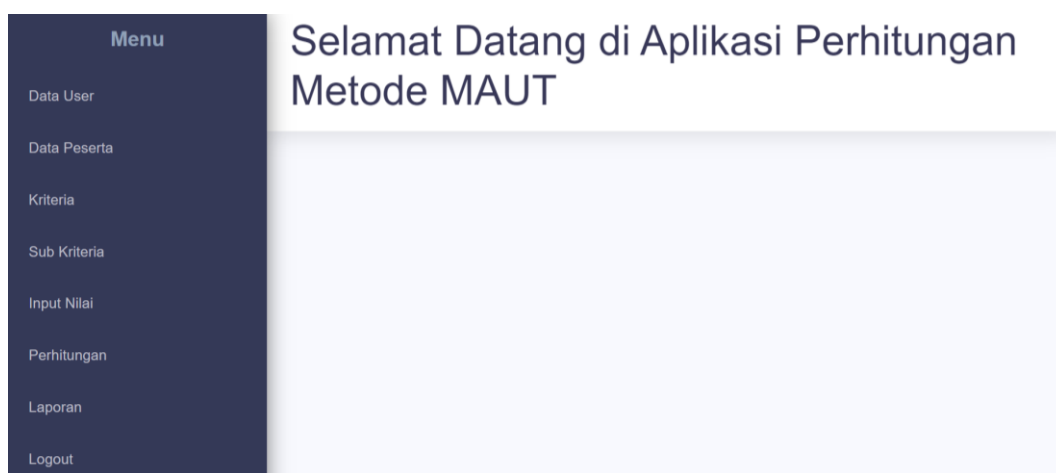 Menu
Data User
Data Peserta
Kriteria
Sub Kriteria
Input Nilai
Perhitungan
Laporan
Logout
Selamat Datang di Aplikasi Perhitungan
Metode MAUT